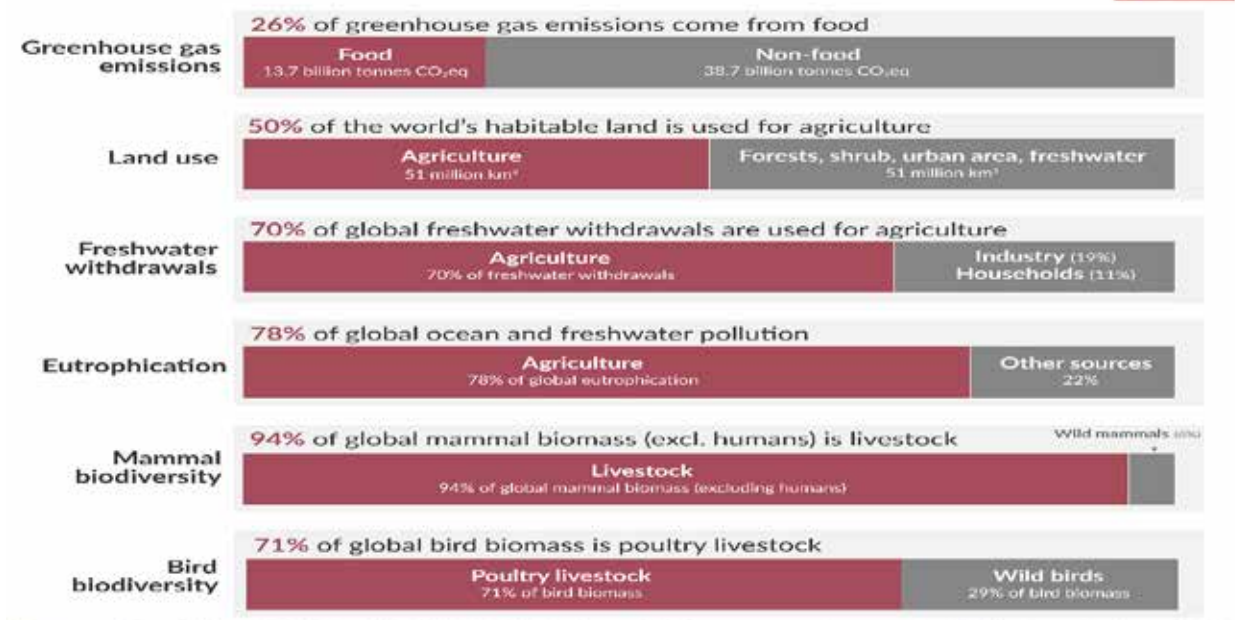 26% of greenhouse gas emissions come from food
Greenhouse gas
emissions
Food
13.7 billion tonnes CO₂eq
Non-food
38.7 billion tonnes CO₂eq
50% of the world's habitable land is used for agriculture
Land use
Agriculture
51 million km²
Forests, shrub, urban area, freshwater
51 million km²
70% of global freshwater withdrawals are used for agriculture
Freshwater
withdrawals
Agriculture
70% of freshwater withdrawals
Industry (19%)
Households (11%)
78% of global ocean and freshwater pollution
Eutrophication
Agriculture
78% of global eutrophication
Other sources
22%
94% of global mammal biomass (excl. humans) is livestock
Wild mammals
Mammal
biodiversity
Livestock
94% of global mammal biomass (excluding humans)
71% of global bird biomass is poultry livestock
Bird
biodiversity
Poultry livestock
71% of bird biomass
Wild birds
29% of bird biomass